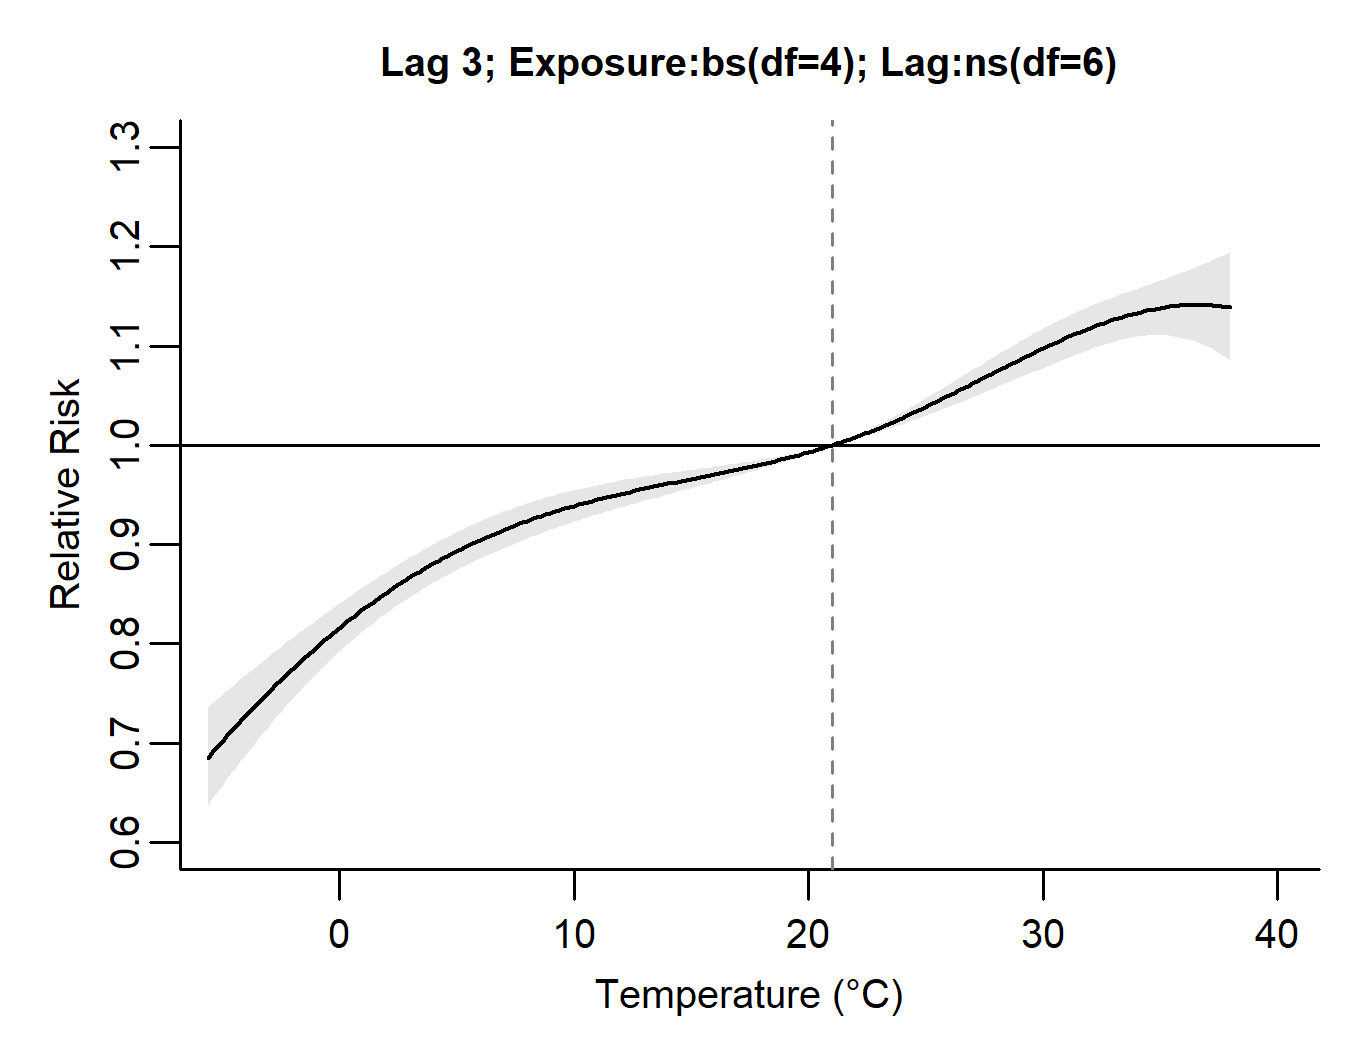 Lag 3; Exposure:bs(df=4); Lag:ns(df=6)
Relative Risk
1.3
1.2
1.1
1.0
0.9
0.8
0.7
0.6
0 10 20 30 40
Temperature (°C)